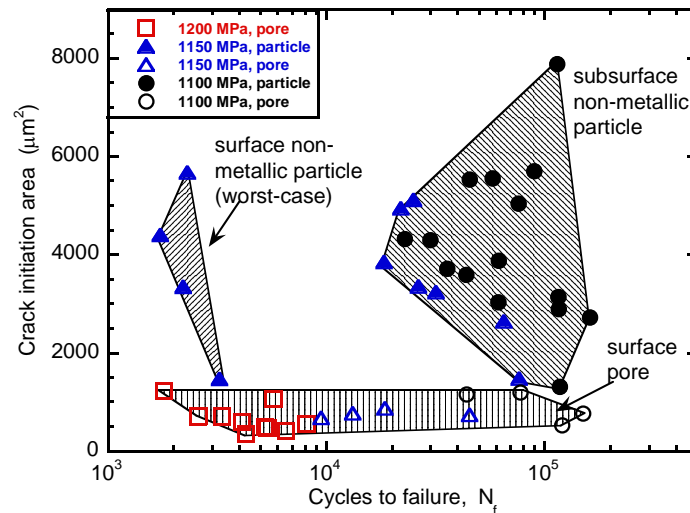 1200 MPa, pore
1150 MPa, particle
1150 MPa, pore
1100 MPa, particle
1100 MPa, pore
surface non-
metallic particle
(worst-case)
subsurface
non-metallic
particle
surface
pore
8000
6000
4000
2000
0
10³
10⁴
10⁵
Crack initiation area (μm²)
Cycles to failure, N_f